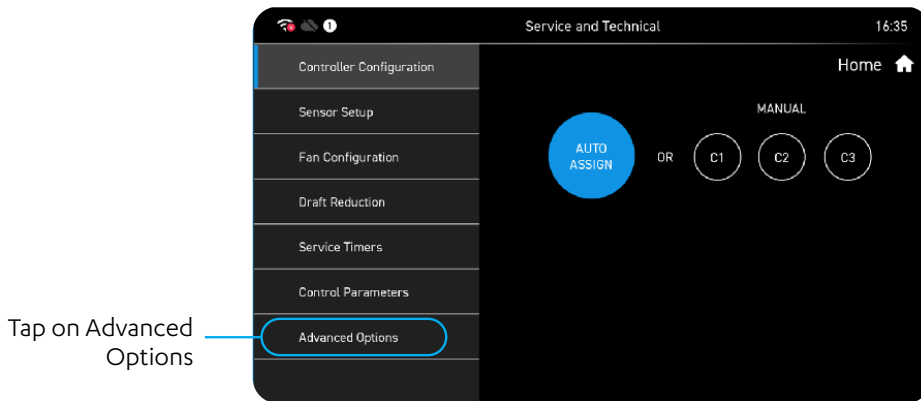 1
Service and Technical
16:35
Controller Configuration
Home
Sensor Setup
MANUAL
AUTO
ASSIGN
OR
C1
C2
C3
Fan Configuration
Draft Reduction
Service Timers
Control Parameters
Advanced Options
Tap on Advanced
Options